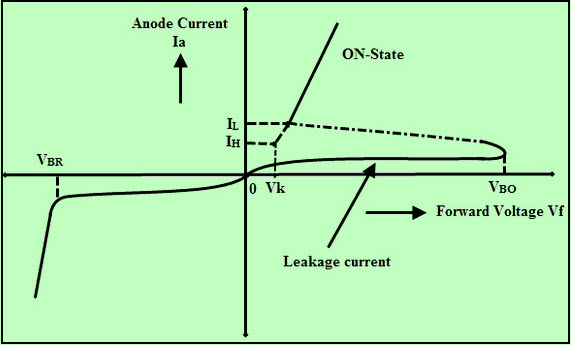 Anode Current
Ia
ON-State
IL
IH
VBR
0 Vk
VBO
Forward Voltage Vf
Leakage current